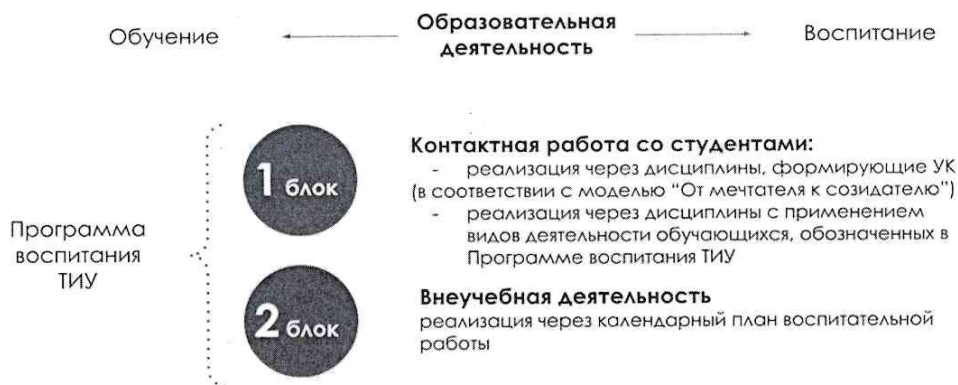 Обучение
Образовательная
деятельность
Воспитание
Программа
воспитания
ТИУ
1 блок
Контактная работа со студентами:
- реализация через дисциплины, формирующие УК
(в соответствии с моделью "От мечтателя к созидателю")
- реализация через дисциплины с применением
видов деятельности обучающихся, обозначенных в
Программе воспитания ТИУ
2 блок
Внеучебная деятельность
реализация через календарный план воспитательной
работы